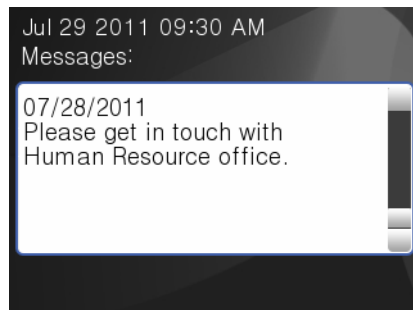 Jul 29 2011 09:30 AM
Messages:
07/28/2011
Please get in touch with
Human Resource office.